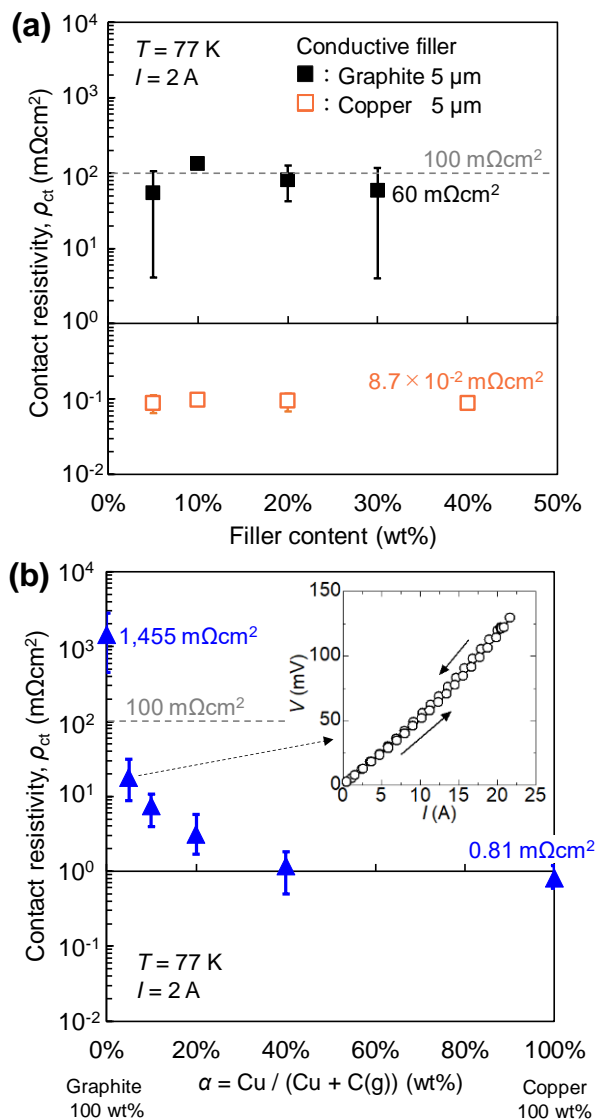 (a)
T = 77 K
I = 2 A
Conductive filler
■ : Graphite 5 µm
□ : Copper 5 µm
100 mΩcm²
60 mΩcm²
8.7 × 10⁻² mΩcm²
Contact resistivity, ρct (mΩcm²)
10⁴
10³
10²
10¹
10⁰
10⁻¹
10⁻²
0% 10% 20% 30% 40% 50%
Filler content (wt%)
(b)
1,455 mΩcm²
100 mΩcm²
0.81 mΩcm²
T = 77 K
I = 2 A
Contact resistivity, ρct (mΩcm²)
10⁴
10³
10²
10¹
10⁰
10⁻¹
10⁻²
V (mV)
150
100
50
0
0 5 10 15 20 25
I (A)
0% 20% 40% 60% 80% 100%
Graphite
100 wt%
α = Cu / (Cu + C(g)) (wt%)
Copper
100 wt%